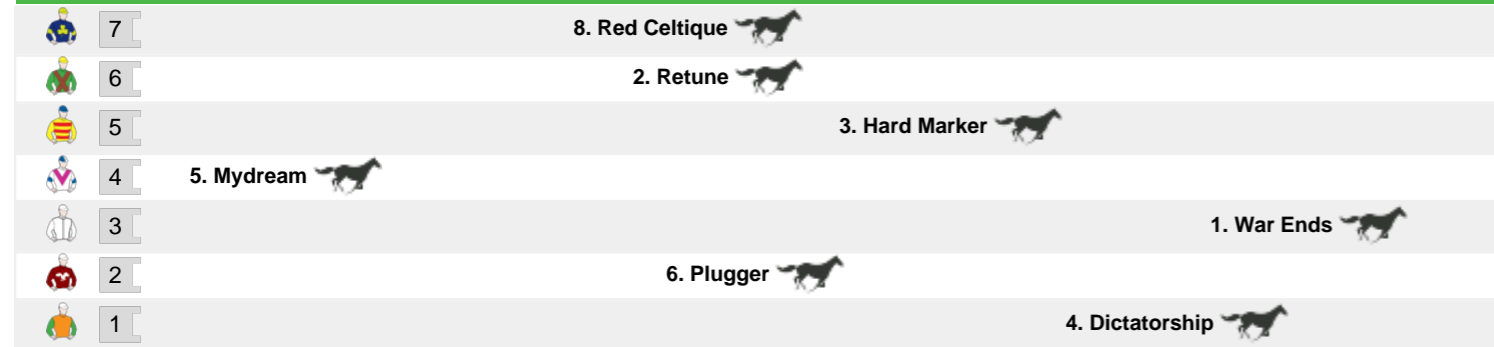 7 8. Red Celtique
6 2. Retune
5 3. Hard Marker
4 5. Mydream
3 1. War Ends
2 6. Plugger
1 4. Dictatorship